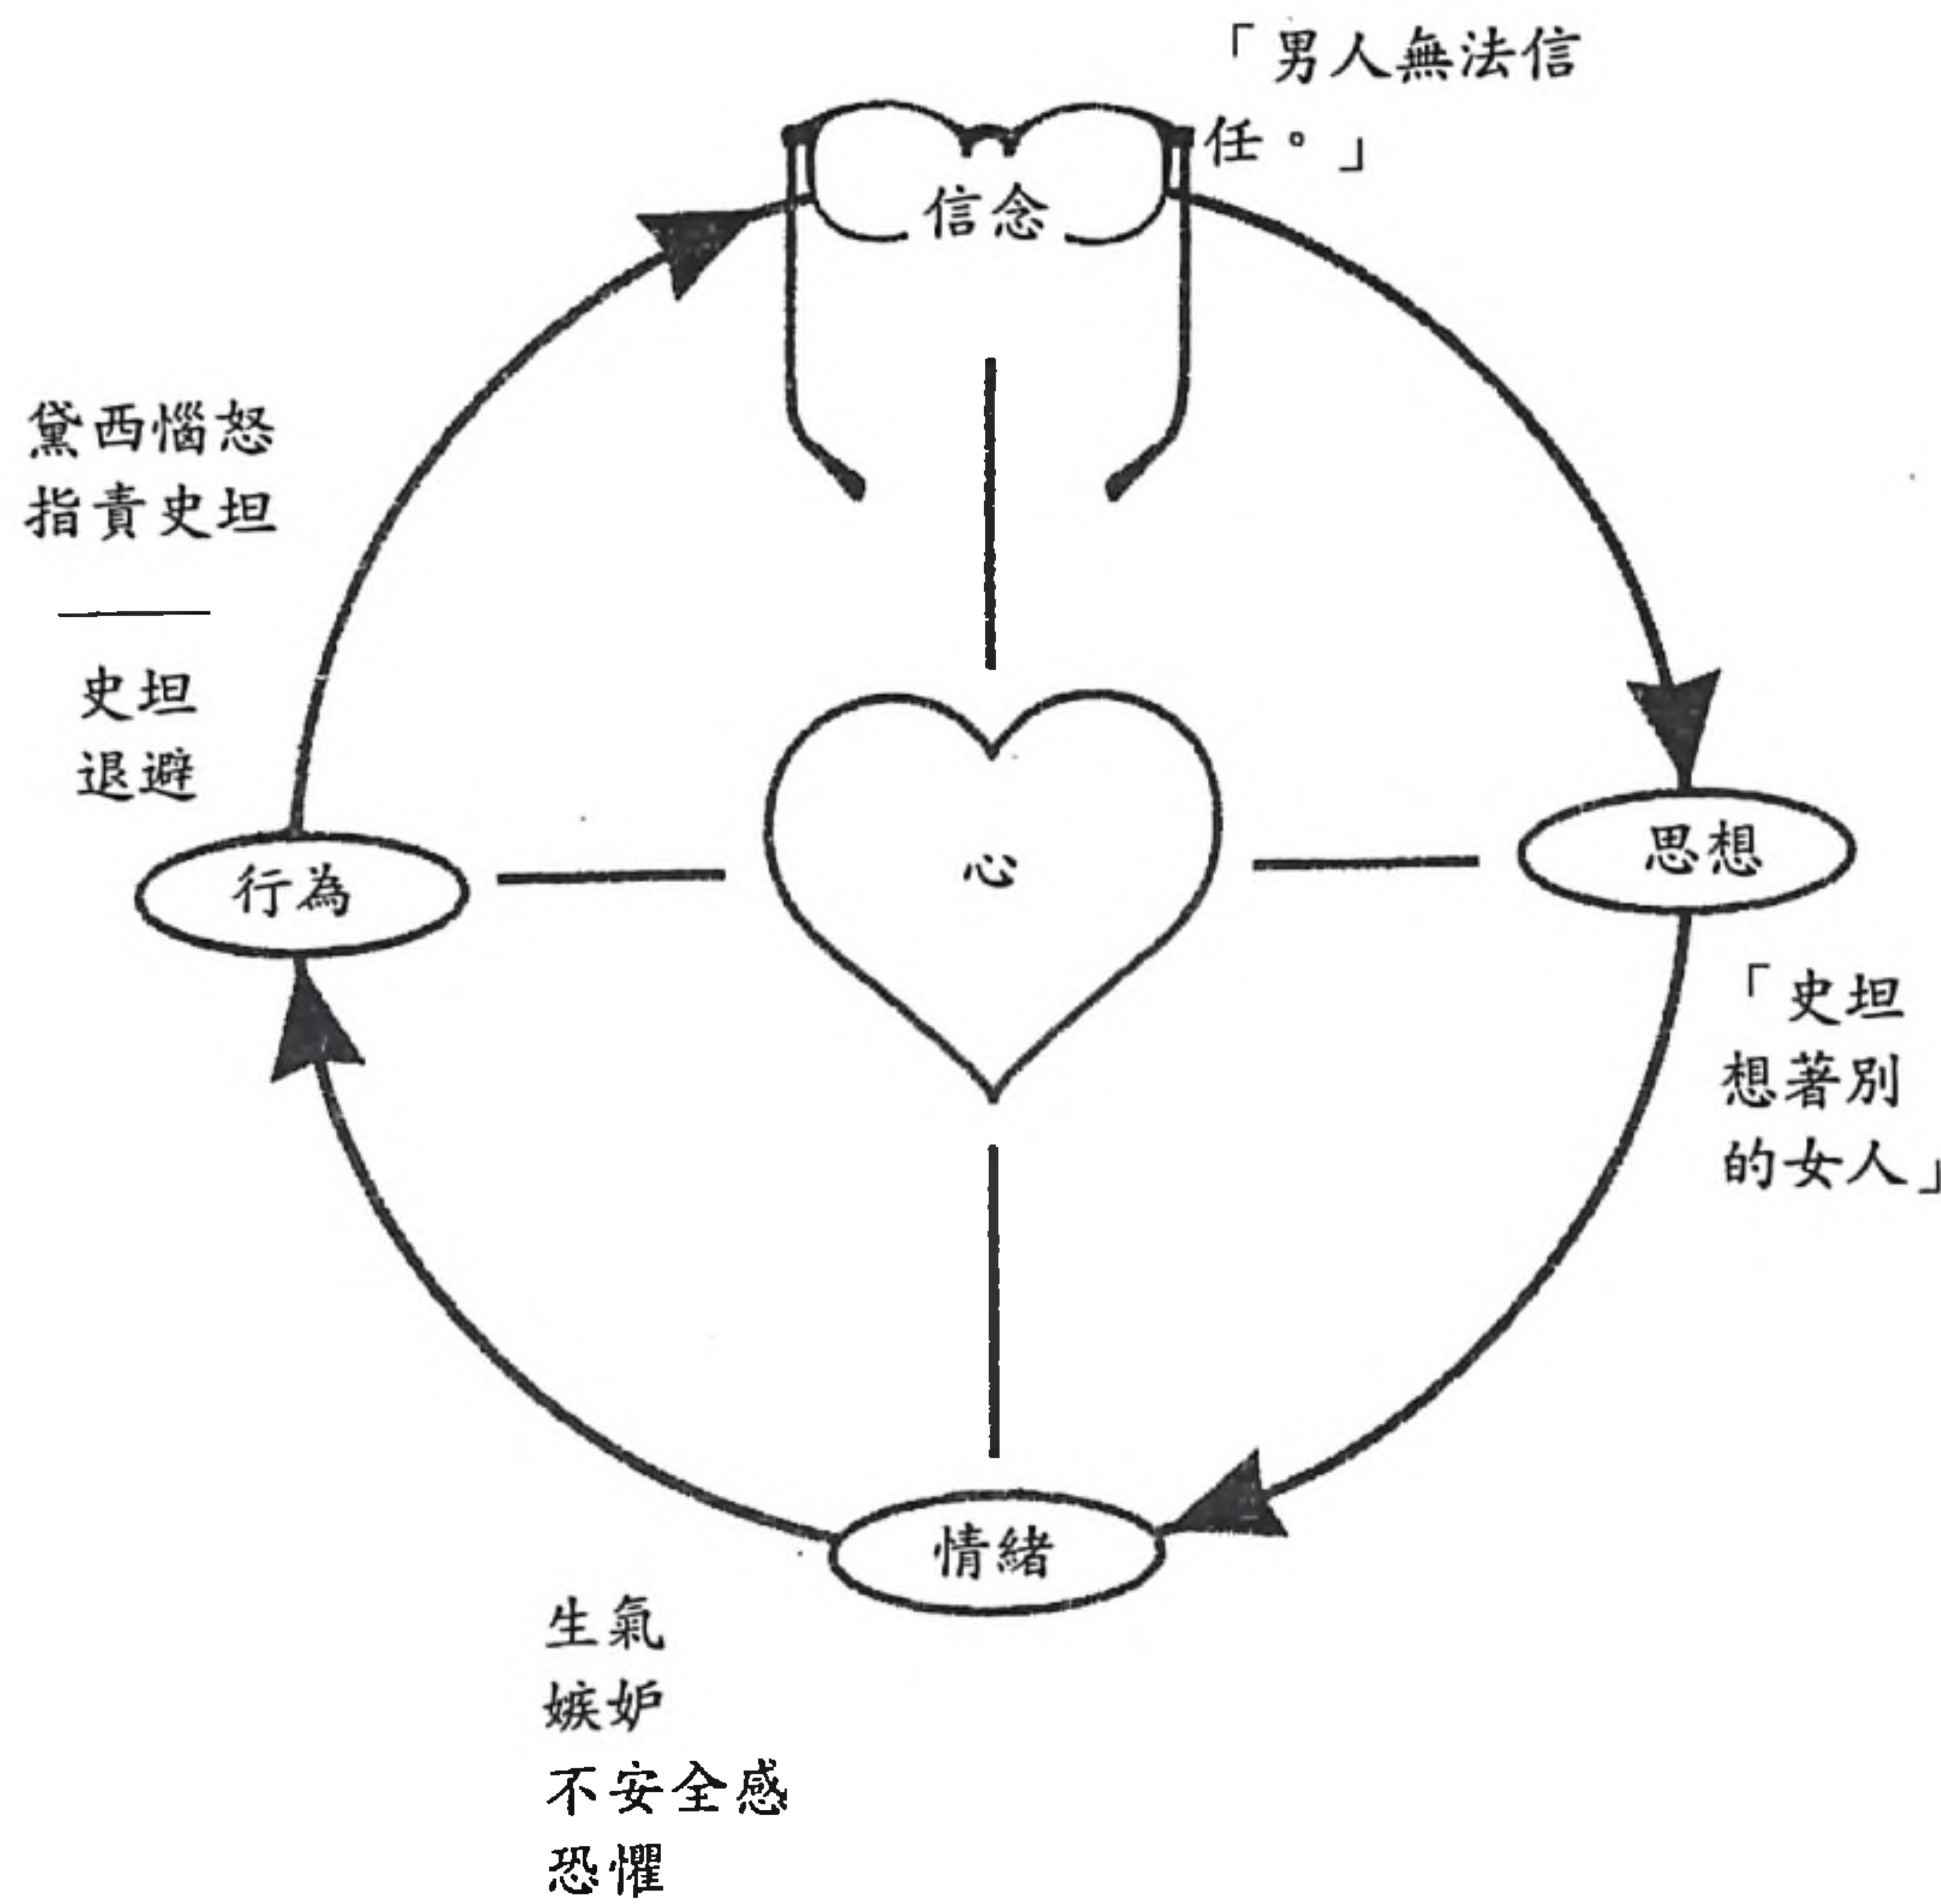 「男人無法信
任。」
信念
黛西惱怒
指責史坦
史坦
退避
行為
心
思想
「史坦
想著別
的女人」
情緒
生氣
嫉妒
不安全感
恐懼